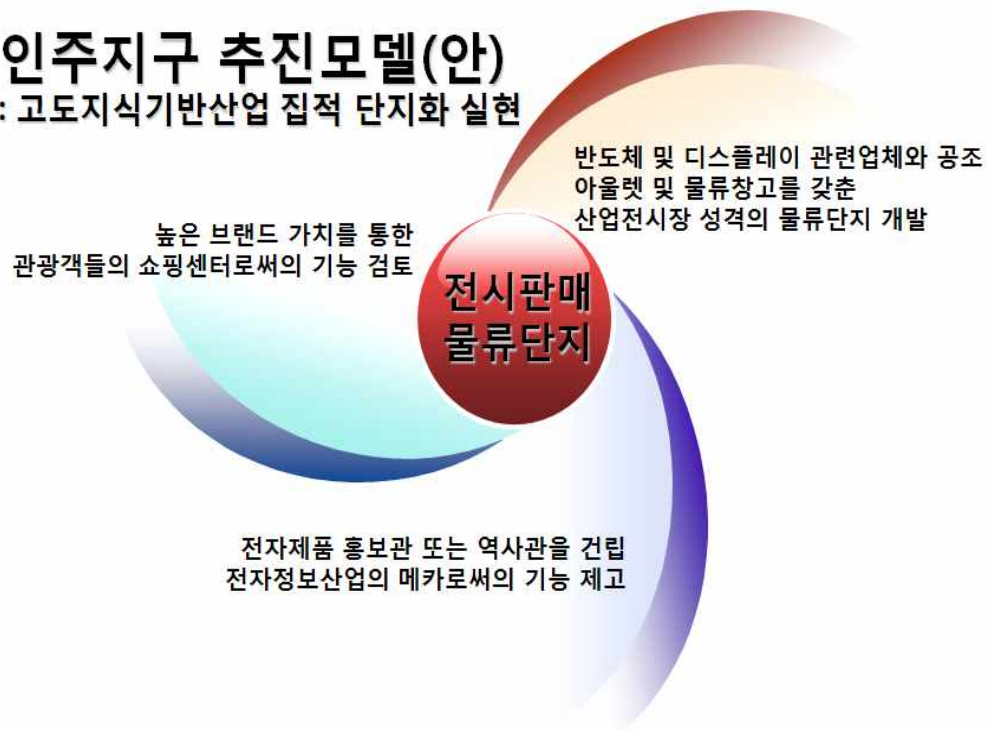 인주지구 추진모델(안)
: 고도지식기반산업 집적 단지화 실현
반도체 및 디스플레이 관련업체와 공조
아울렛 및 물류창고를 갖춘
산업전시장 성격의 물류단지 개발
높은 브랜드 가치를 통한
관광객들의 쇼핑센터로써의 기능 검토
전시판매
물류단지
전자제품 홍보관 또는 역사관을 건립
전자정보산업의 메카로써의 기능 제고